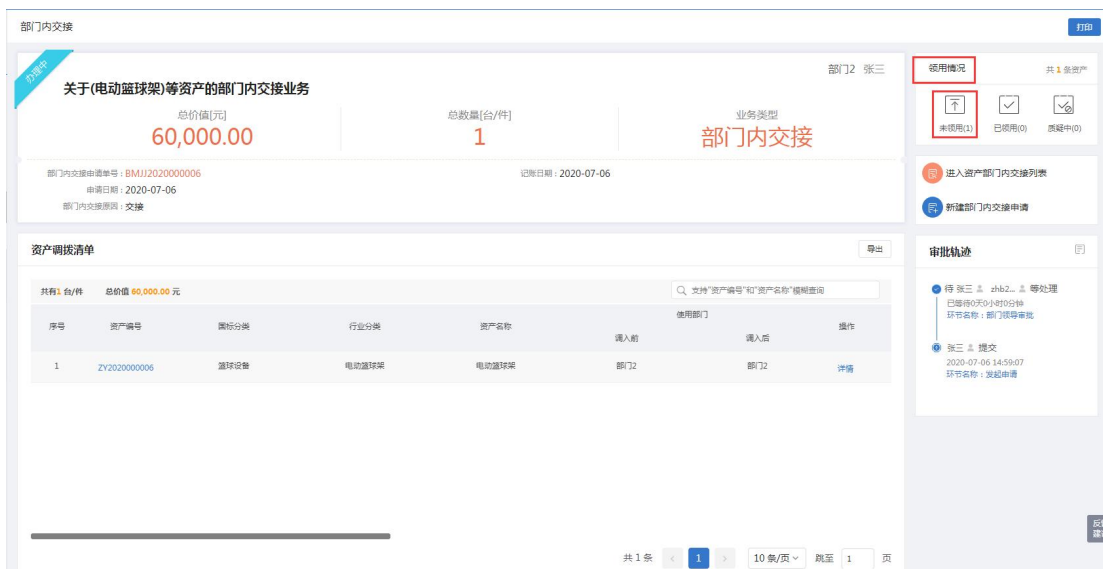 部门内交接
打印
办理中
部门2 张三
关于(电动篮球架)等资产的部门内交接业务
总价值[元]
总数量[台/件]
业务类型
60,000.00
1
部门内交接
部门内交接申请单号：BMJJ2020000006
记账日期：2020-07-06
申请日期：2020-07-06
部门内交接原因：交接
领用情况
共 1 条资产
未领用(1)
已领用(0)
质疑中(0)
进入资产部门内交接列表
新建部门内交接申请
资产调拨清单
导出
共有1 台/件 总价值 60,000.00 元
支持"资产编号"和"资产名称"模糊查询
序号 资产编号 国标分类 行业分类 资产名称 使用部门 操作
调入前 调入后
1 ZY2020000006 篮球设备 电动篮球架 电动篮球架 部门2 部门2 详情
共 1 条 < 1 > 10 条/页 跳至 1 页
审批轨迹
待 张三 zhb2... 等处理
已等待0天0小时0分钟
环节名称：部门领导审批
张三 提交
2020-07-06 14:59:07
环节名称：发起申请